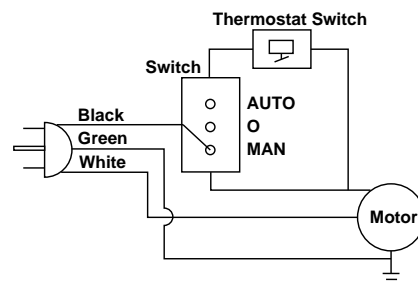 Thermostat Switch
Switch
AUTO
Black
O
Green
MAN
White
Motor